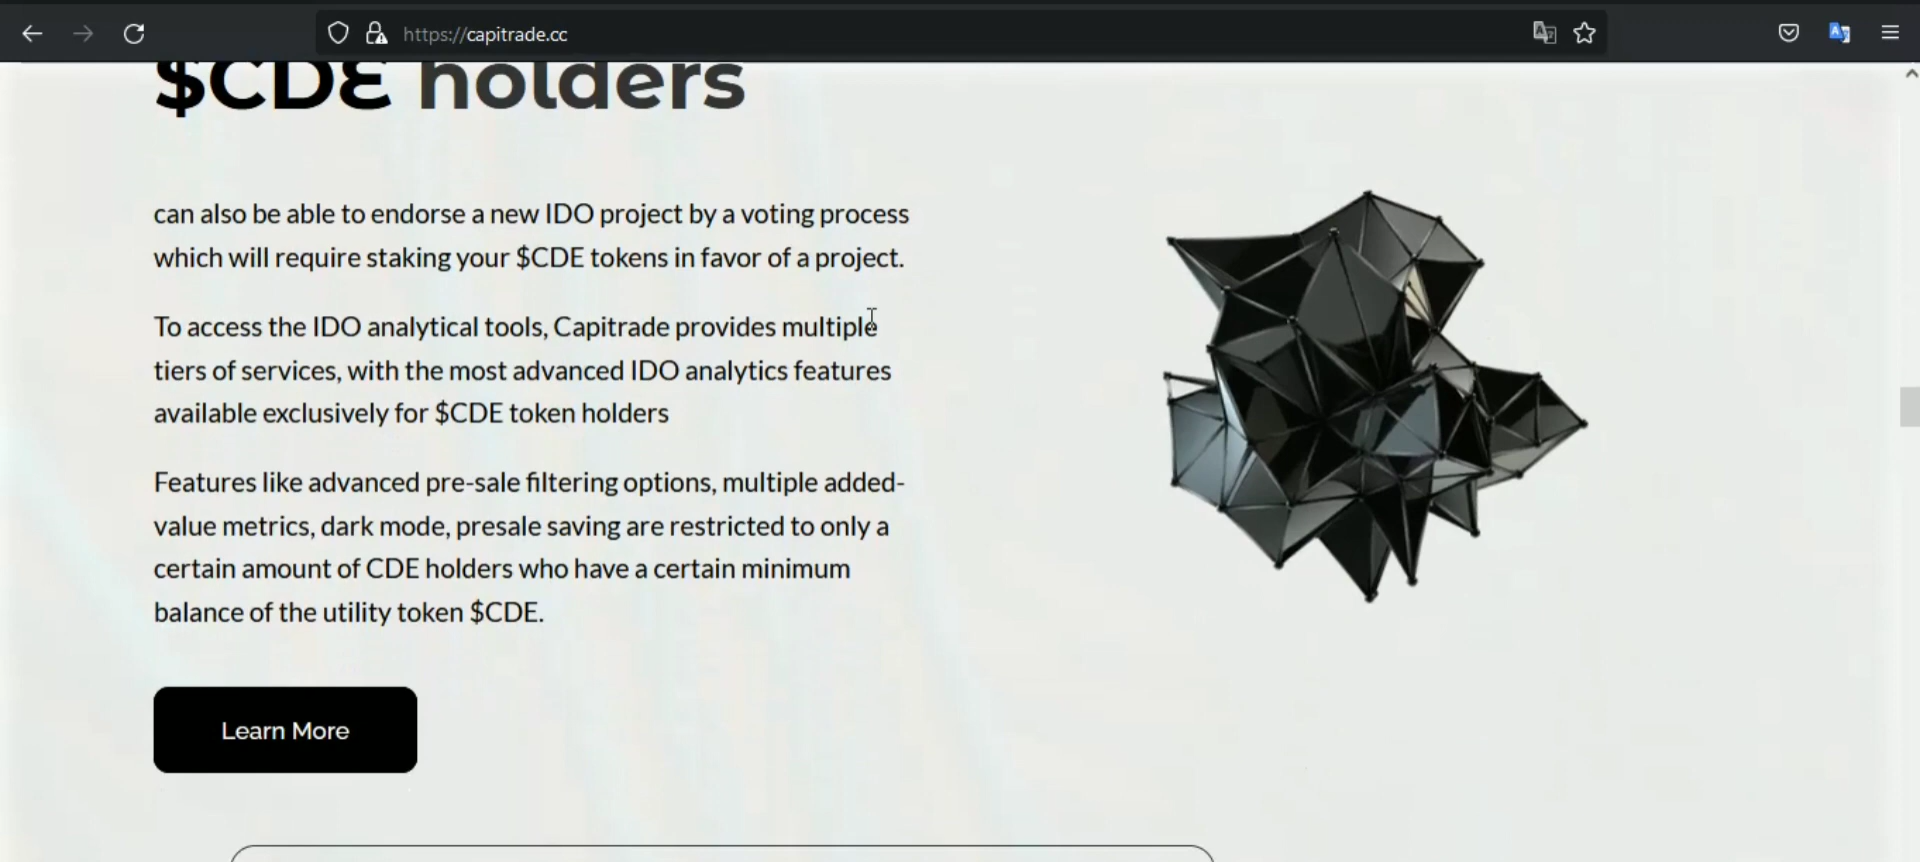 https://capitrade.cc
$CDE holders
can also be able to endorse a new IDO project by a voting process
which will require staking your $CDE tokens in favor of a project.
To access the IDO analytical tools, Capitrade provides multiple
tiers of services, with the most advanced IDO analytics features
available exclusively for $CDE token holders
Features like advanced pre-sale filtering options, multiple added-
value metrics, dark mode, presale saving are restricted to only a
certain amount of CDE holders who have a certain minimum
balance of the utility token $CDE.
Learn More